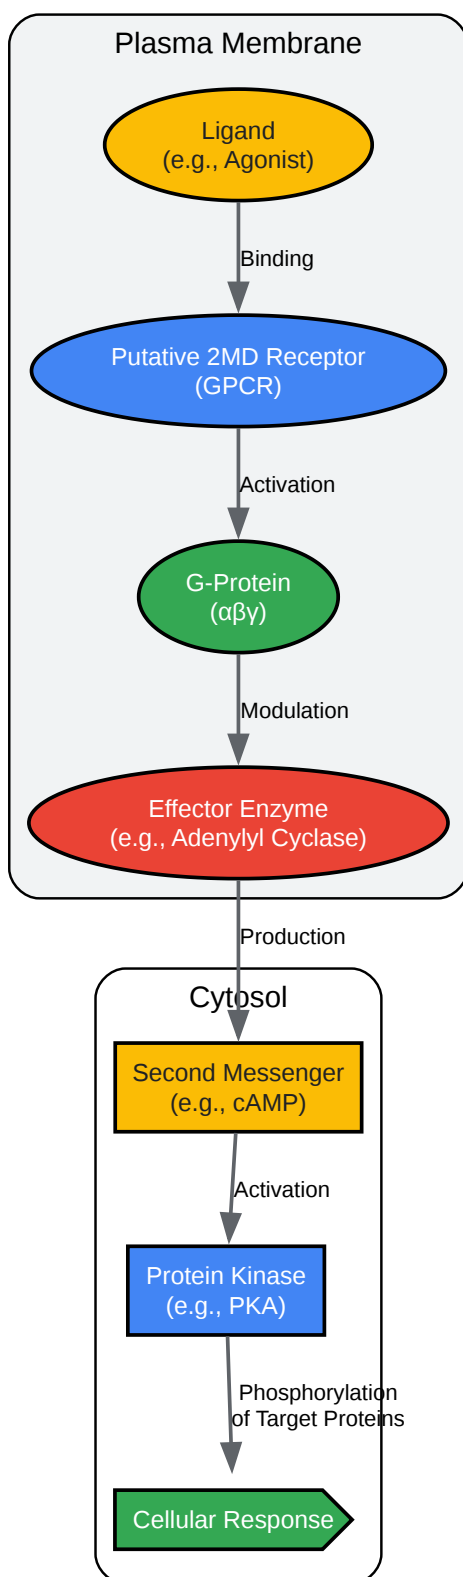 Plasma Membrane
Ligand
(e.g., Agonist)
Binding
Putative 2MD Receptor
(GPCR)
Activation
G-Protein
(αβγ)
Modulation
Effector Enzyme
(e.g., Adenylyl Cyclase)
Production
Cytosol
Second Messenger
(e.g., cAMP)
Activation
Protein Kinase
(e.g., PKA)
Phosphorylation
of Target Proteins
Cellular Response